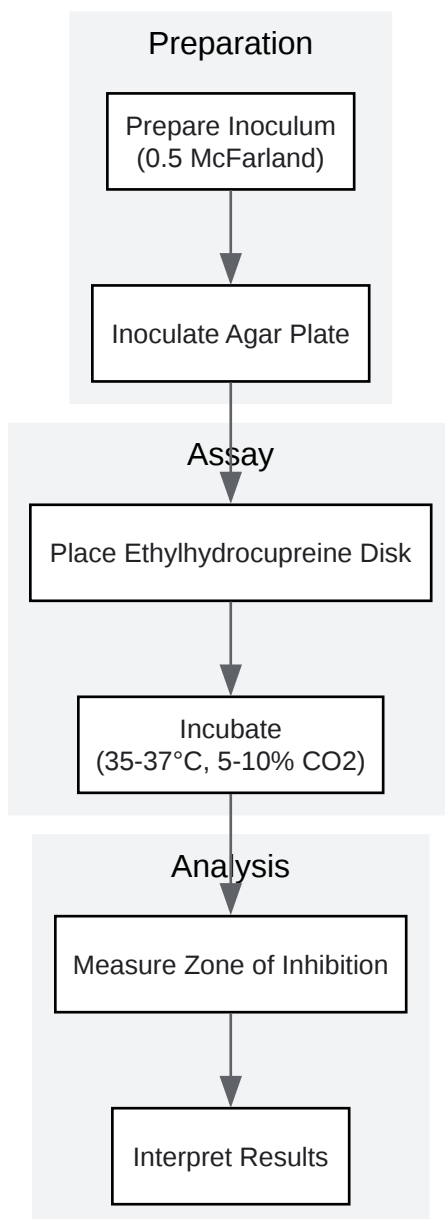 Preparation
Prepare Inoculum
(0.5 McFarland)
Inoculate Agar Plate
Assay
Place Ethylhydrocupreine Disk
Incubate
(35-37°C, 5-10% CO2)
Analysis
Measure Zone of Inhibition
Interpret Results